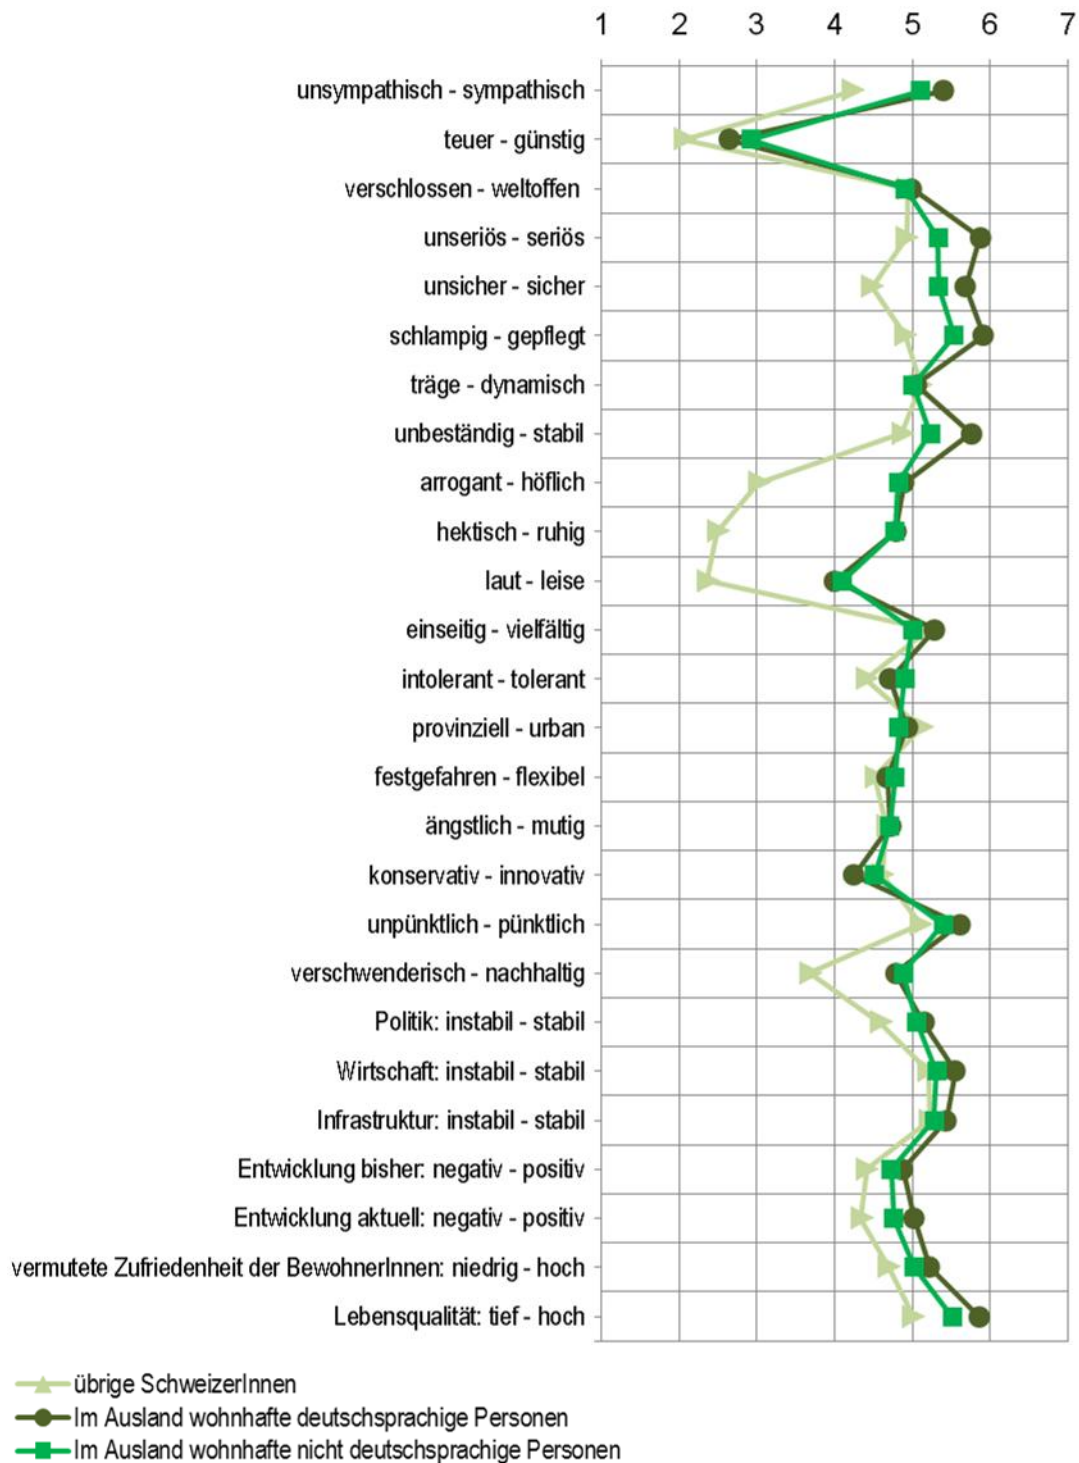 1 2 3 4 5 6 7
unsympathisch - sympathisch
teuer - günstig
verschlossen - weltoffen
unseriös - seriös
unsicher - sicher
schlampig - gepflegt
träge - dynamisch
unbeständig - stabil
arrogant - höflich
hektisch - ruhig
laut - leise
einseitig - vielfältig
intolerant - tolerant
provinziell - urban
festgefahren - flexibel
ängstlich - mutig
konservativ - innovativ
unpünktlich - pünktlich
verschwenderisch - nachhaltig
Politik: instabil - stabil
Wirtschaft: instabil - stabil
Infrastruktur: instabil - stabil
Entwicklung bisher: negativ - positiv
Entwicklung aktuell: negativ - positiv
vermutete Zufriedenheit der BewohnerInnen: niedrig - hoch
Lebensqualität: tief - hoch
übrige SchweizerInnen
Im Ausland wohnhafte deutschsprachige Personen
Im Ausland wohnhafte nicht deutschsprachige Personen